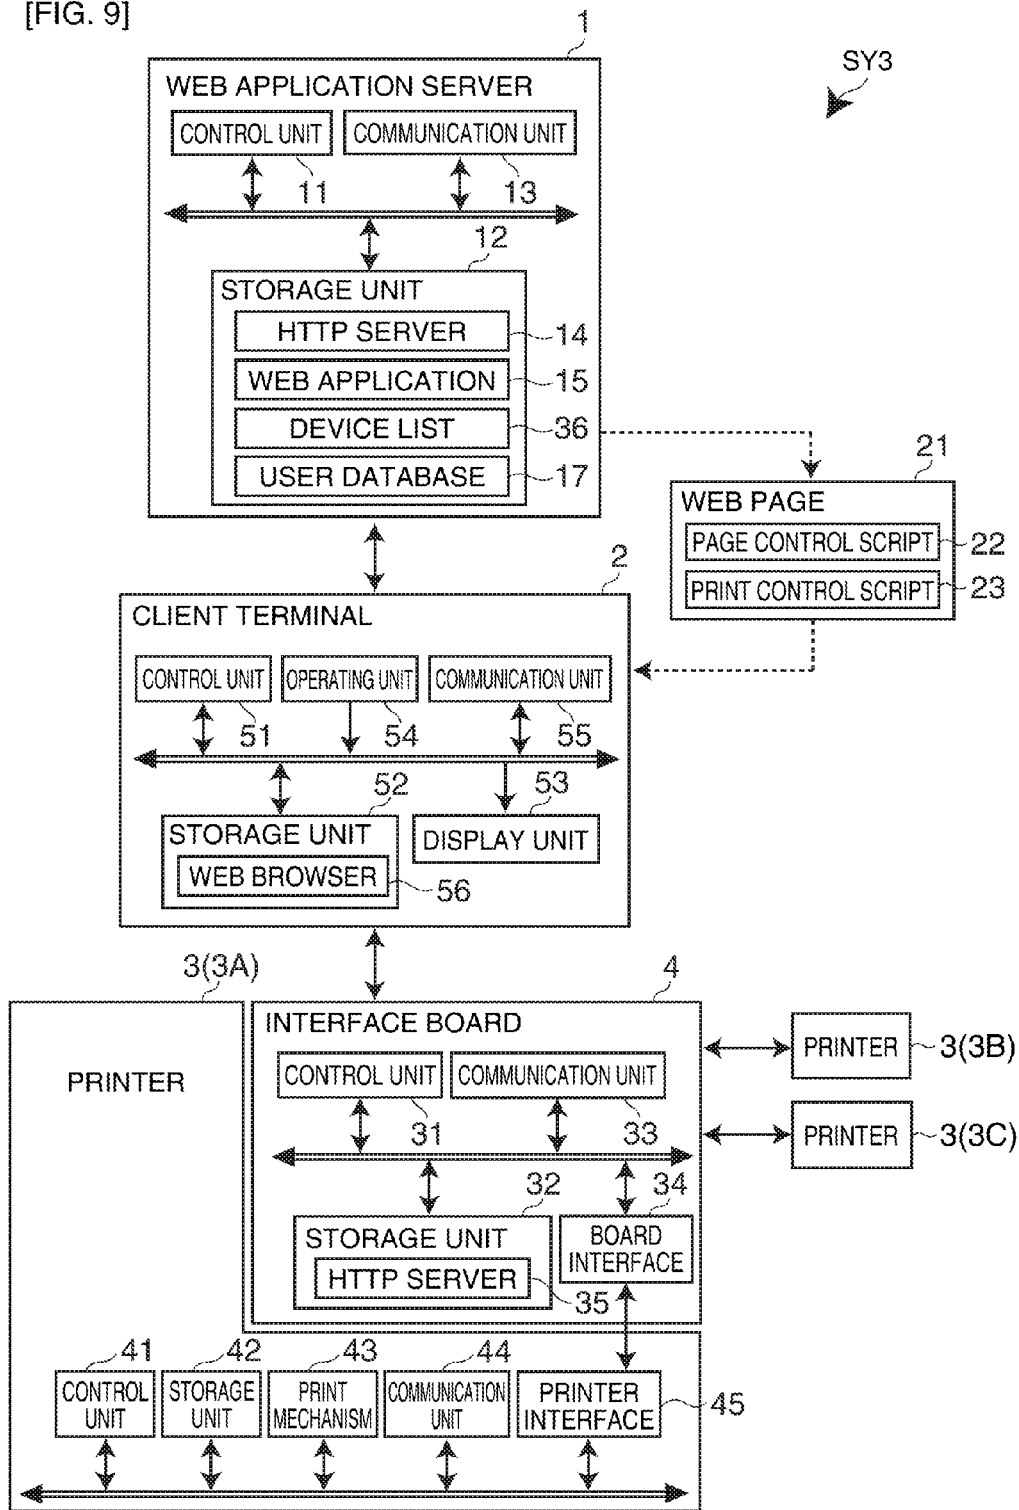 [FIG. 9]
1
SY3
WEB APPLICATION SERVER
CONTROL UNIT
COMMUNICATION UNIT
11
13
12
STORAGE UNIT
HTTP SERVER
14
WEB APPLICATION
15
DEVICE LIST
36
USER DATABASE
17
21
WEB PAGE
PAGE CONTROL SCRIPT
22
PRINT CONTROL SCRIPT
23
2
CLIENT TERMINAL
CONTROL UNIT
OPERATING UNIT
COMMUNICATION UNIT
51
54
55
52
53
STORAGE UNIT
DISPLAY UNIT
WEB BROWSER
56
3(3A)
4
PRINTER
INTERFACE BOARD
CONTROL UNIT
COMMUNICATION UNIT
31
33
PRINTER
3(3B)
PRINTER
3(3C)
32
34
STORAGE UNIT
HTTP SERVER
35
BOARD
INTERFACE
41
42
43
44
CONTROL
UNIT
STORAGE
UNIT
PRINT
MECHANISM
COMMUNICATION
UNIT
PRINTER
INTERFACE
45